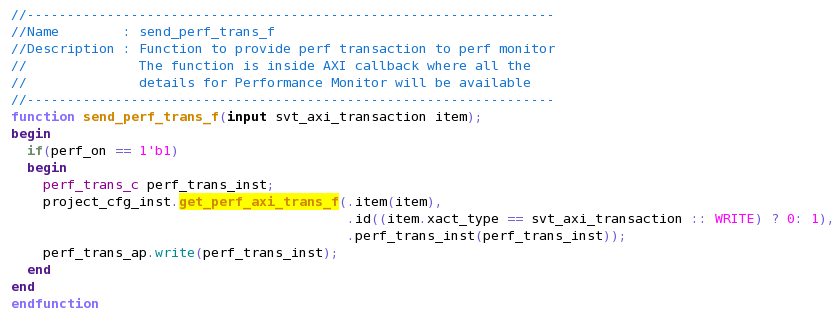 //------------------------------------------------------------------
//Name        : send_perf_trans_f
//Description : Function to provide perf transaction to perf monitor
//              The function is inside AXI callback where all the
//              details for Performance Monitor will be available
//------------------------------------------------------------------
function send_perf_trans_f(input svt_axi_transaction item);
begin
  if(perf_on == 1'b1)
  begin
    perf_trans_c perf_trans_inst;
    project_cfg_inst.get_perf_axi_trans_f(.item(item),
                                          .id((item.xact_type == svt_axi_transaction :: WRITE) ? 0: 1),
                                          .perf_trans_inst(perf_trans_inst));
    perf_trans_ap.write(perf_trans_inst);
  end
end
endfunction